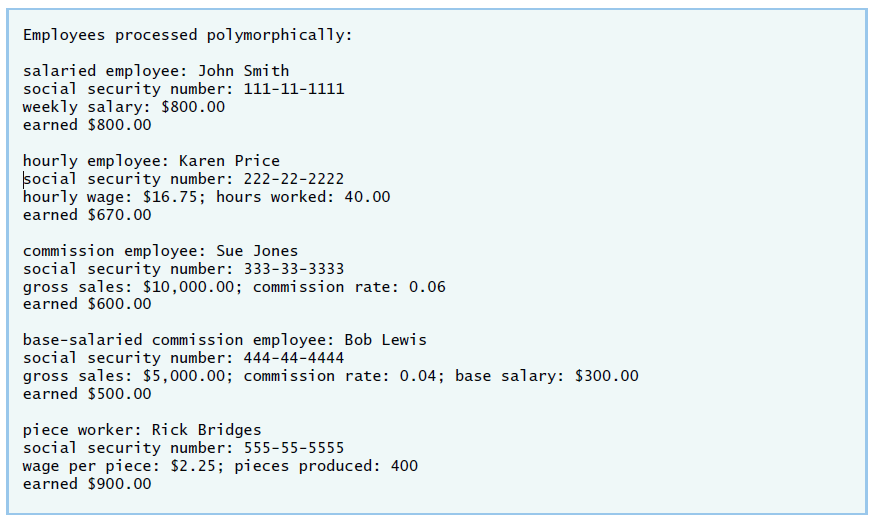 Employees processed polymorphically:
salaried employee: John Smith
social security number: 111-11-1111
weekly salary: $800.00
earned $800.00
hourly employee: Karen Price
social security number: 222-22-2222
hourly wage: $16.75; hours worked: 40.00
earned $670.00
commission employee: Sue Jones
social security number: 333-33-3333
gross sales: $10,000.00; commission rate: 0.06
earned $600.00
base-salaried commission employee: Bob Lewis
social security number: 444-44-4444
gross sales: $5,000.00; commission rate: 0.04; base salary: $300.00
earned $500.00
piece worker: Rick Bridges
social security number: 555-55-5555
wage per piece: $2.25; pieces produced: 400
earned $900.00